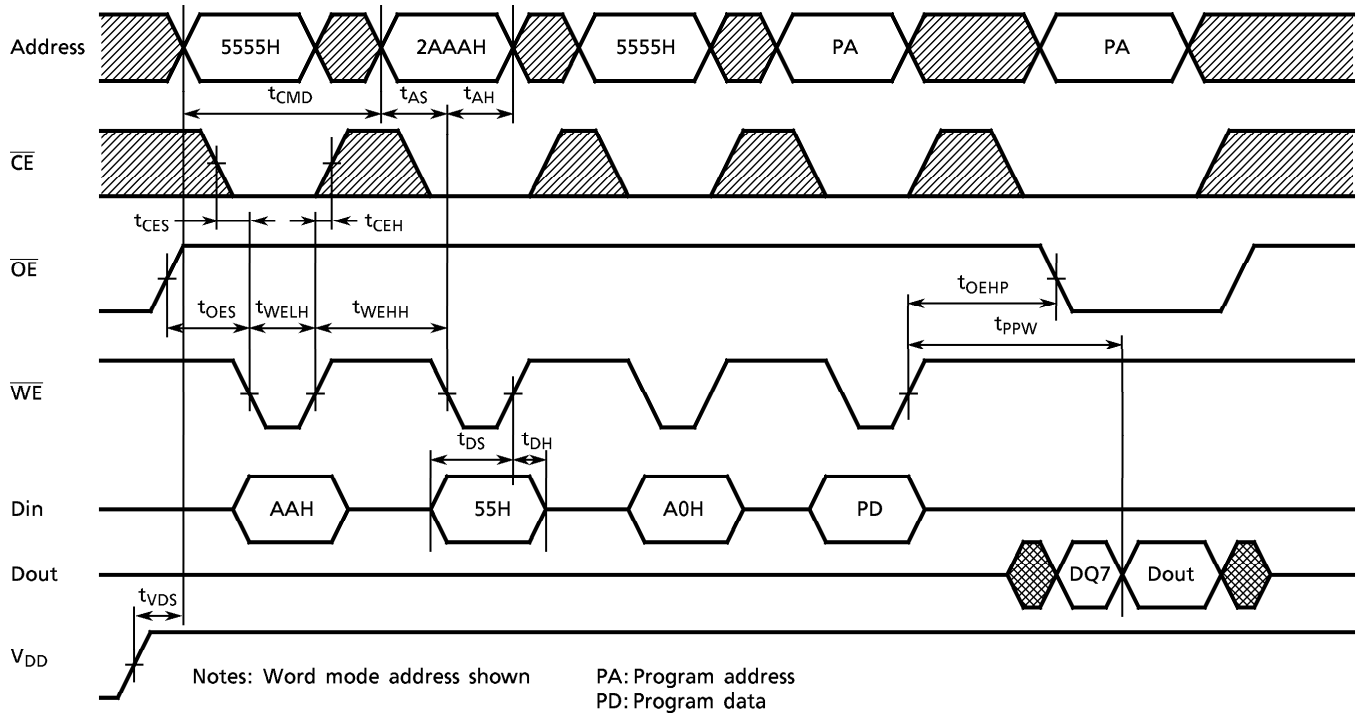 Address 5555H 2AAAH 5555H PA PA
tCMD tAS tAH
CE
tCES tCEH
OE
tOES tWELH tWEHH tOEHP
tPPW
WE
tDS tDH
Din AAH 55H A0H PD
Dout DQ7 Dout
tVDS
VDD
Notes: Word mode address shown PA: Program address
PD: Program data